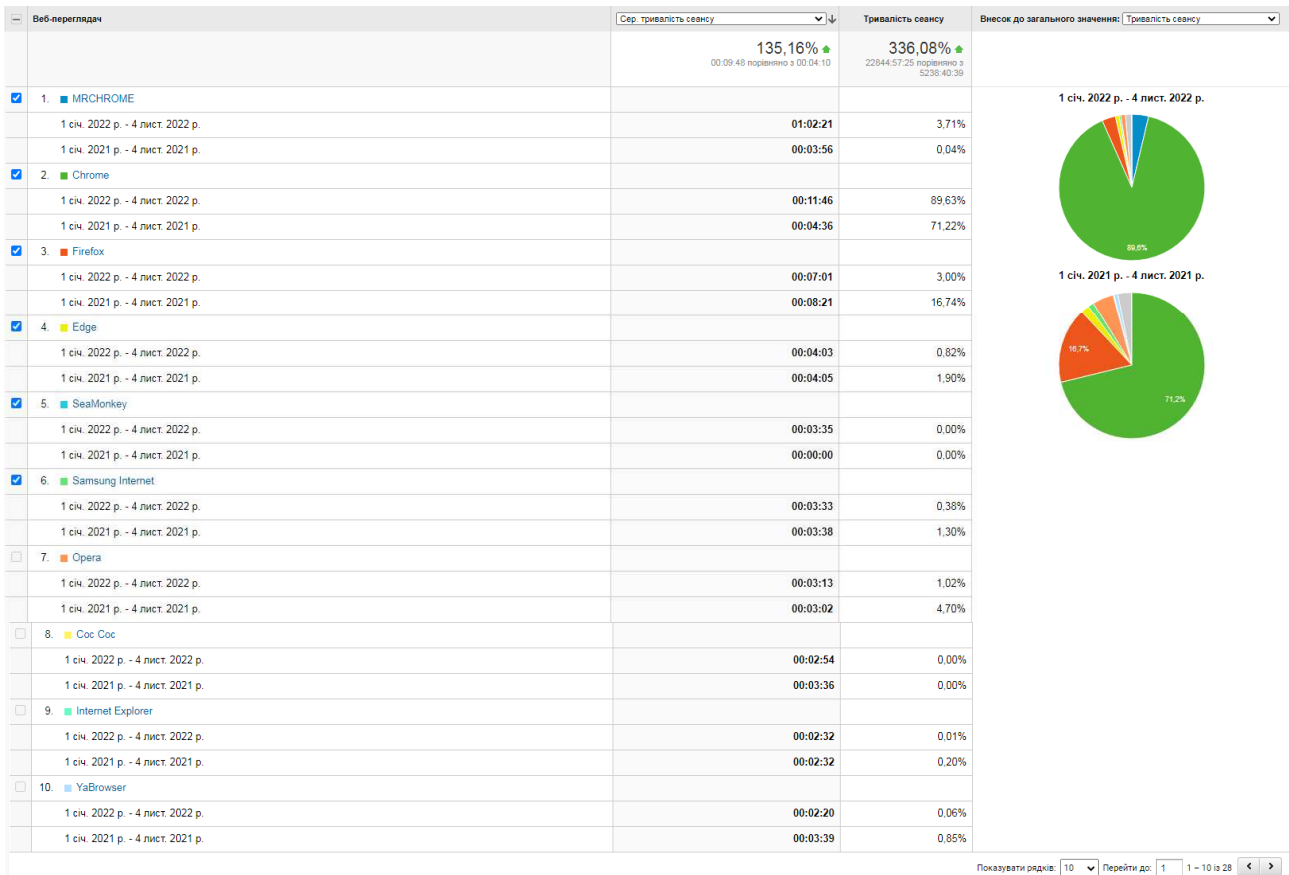 Веб-переглядач Сер. тривалість сеансу Тривалість сеансу Внесок до загального значення: Тривалість сеансу
135,16% 336,08%
00:09:48 порівняно з 00:04:10 22844:57:25 порівняно з
5238:40:39
1. MRCHROME
1 січ. 2022 р. - 4 лист. 2022 р. 01:02:21 3,71%
1 січ. 2021 р. - 4 лист. 2021 р. 00:03:56 0,04%
2. Chrome
1 січ. 2022 р. - 4 лист. 2022 р. 00:11:46 89,63%
1 січ. 2021 р. - 4 лист. 2021 р. 00:04:36 71,22%
3. Firefox
1 січ. 2022 р. - 4 лист. 2022 р. 00:07:01 3,00%
1 січ. 2021 р. - 4 лист. 2021 р. 00:08:21 16,74%
4. Edge
1 січ. 2022 р. - 4 лист. 2022 р. 00:04:03 0,82%
1 січ. 2021 р. - 4 лист. 2021 р. 00:04:05 1,90%
5. SeaMonkey
1 січ. 2022 р. - 4 лист. 2022 р. 00:03:35 0,00%
1 січ. 2021 р. - 4 лист. 2021 р. 00:00:00 0,00%
6. Samsung Internet
1 січ. 2022 р. - 4 лист. 2022 р. 00:03:33 0,38%
1 січ. 2021 р. - 4 лист. 2021 р. 00:03:38 1,30%
7. Opera
1 січ. 2022 р. - 4 лист. 2022 р. 00:03:13 1,02%
1 січ. 2021 р. - 4 лист. 2021 р. 00:03:02 4,70%
8. Coc Coc
1 січ. 2022 р. - 4 лист. 2022 р. 00:02:54 0,00%
1 січ. 2021 р. - 4 лист. 2021 р. 00:03:36 0,00%
9. Internet Explorer
1 січ. 2022 р. - 4 лист. 2022 р. 00:02:32 0,01%
1 січ. 2021 р. - 4 лист. 2021 р. 00:02:32 0,20%
10. YaBrowser
1 січ. 2022 р. - 4 лист. 2022 р. 00:02:20 0,06%
1 січ. 2021 р. - 4 лист. 2021 р. 00:03:39 0,85%
1 січ. 2022 р. - 4 лист. 2022 р.
89,6%
1 січ. 2021 р. - 4 лист. 2021 р.
16,7%
71,2%
Показувати рядків: 10 Перейти до: 1 1 – 10 із 28